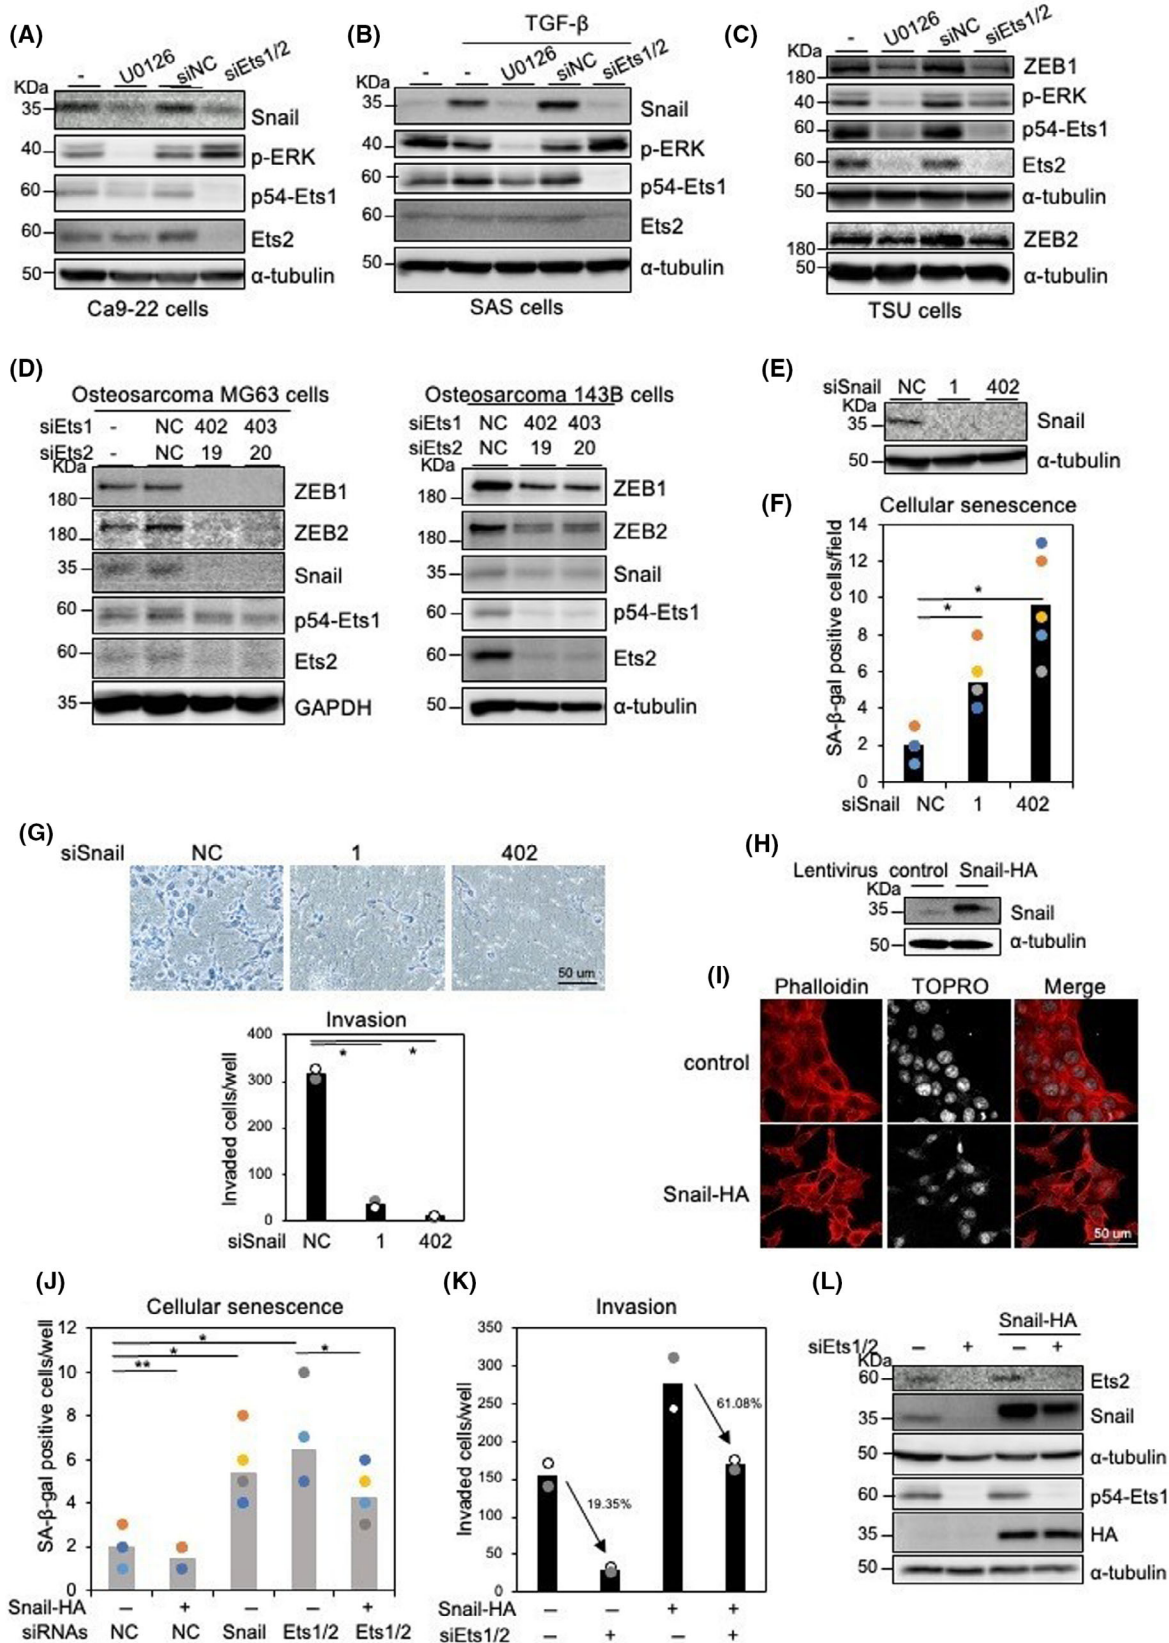 (A)
- U0126 siNC siEts1/2
KDa
35 Snail
40 p-ERK
60 p54-Ets1
60 Ets2
50 α-tubulin
Ca9-22 cells
(B)
TGF-β
- - U0126 siNC siEts1/2
KDa
35 Snail
40 p-ERK
60 p54-Ets1
60 Ets2
50 α-tubulin
SAS cells
(C)
- U0126 siNC siEts1/2
KDa
180 ZEB1
40 p-ERK
60 p54-Ets1
60 Ets2
50 α-tubulin
180 ZEB2
50 α-tubulin
TSU cells
(D)
Osteosarcoma MG63 cells
siEts1 - NC 402 403
siEts2 - NC 19 20
KDa
180 ZEB1
180 ZEB2
35 Snail
60 p54-Ets1
60 Ets2
35 GAPDH
Osteosarcoma 143B cells
siEts1 NC 402 403
siEts2 NC 19 20
KDa
180 ZEB1
180 ZEB2
35 Snail
60 p54-Ets1
60 Ets2
50 α-tubulin
(E)
siSnail NC 1 402
KDa
35 Snail
50 α-tubulin
(F)
Cellular senescence
SA-β-gal positive cells/field
14
12
10
8
6
4
2
0
*
*
siSnail NC 1 402
(G)
siSnail NC 1 402
50 um
Invasion
Invaded cells/well
400
300
200
100
0
* *
siSnail NC 1 402
(H)
Lentivirus control Snail-HA
KDa
35 Snail
50 α-tubulin
(I)
Phalloidin TOPRO Merge
control
Snail-HA
50 um
(J)
Cellular senescence
SA-β-gal positive cells/well
12
10
8
6
4
2
0
*
*
*
**
Snail-HA − + − − +
siRNAs NC NC Snail Ets1/2 Ets1/2
(K)
Invasion
Invaded cells/well
350
300
250
200
150
100
50
0
61.08%
19.35%
Snail-HA − − + +
siEts1/2 − + − +
(L)
Snail-HA
siEts1/2 − + − +
KDa
60 Ets2
35 Snail
50 α-tubulin
60 p54-Ets1
35 HA
50 α-tubulin